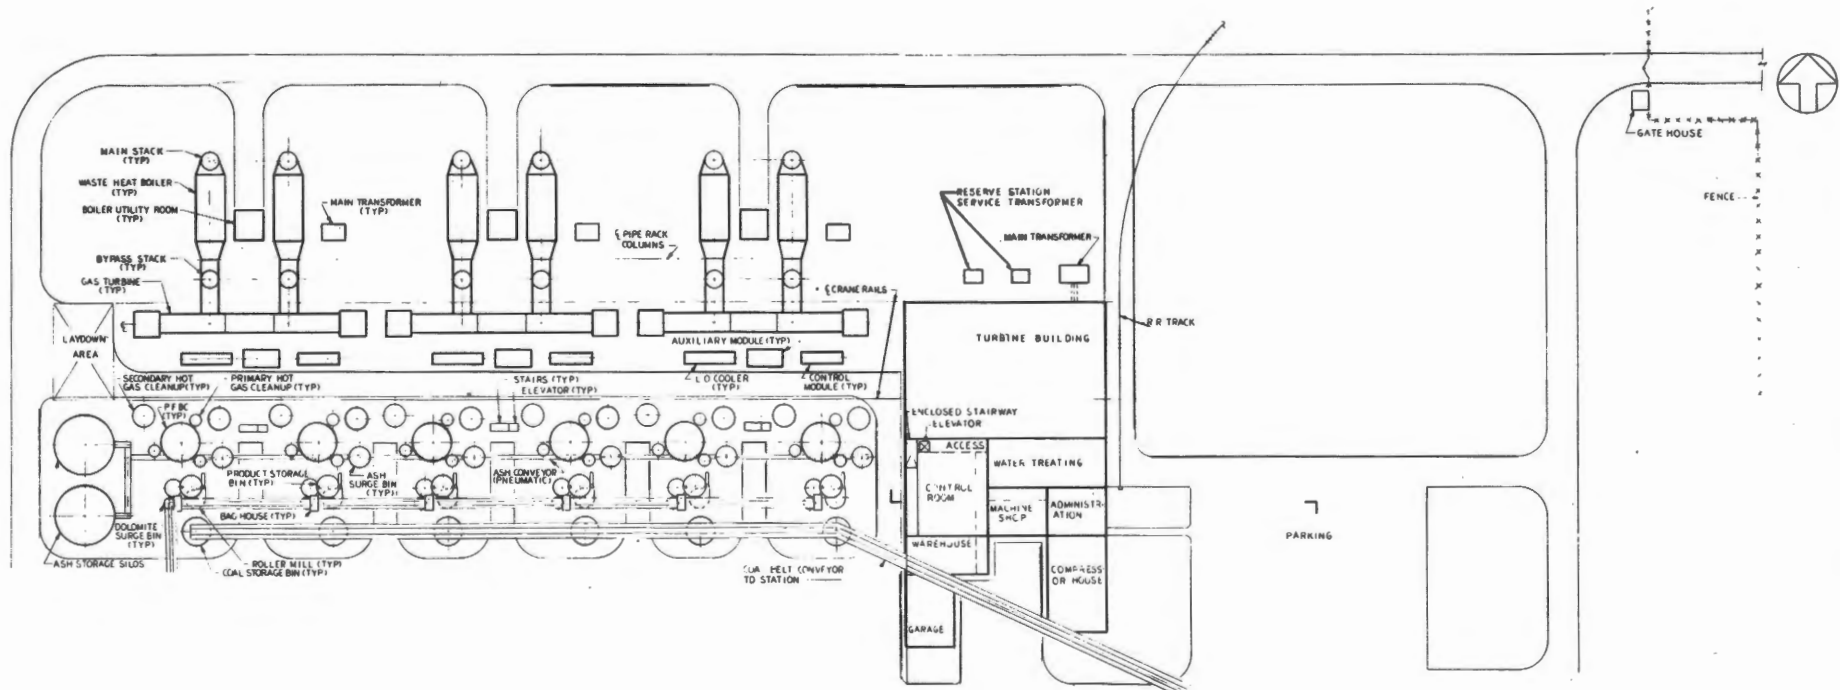 MAIN STACK
(TYP)
WASTE HEAT BOILER
(TYP)
BOILER UTILITY ROOM
(TYP)
MAIN TRANSFORMER
(TYP)
BYPASS STACK
(TYP)
GAS TURBINE
(TYP)
PIPE RACK
COLUMNS
RESERVE STATION
SERVICE TRANSFORMER
MAIN TRANSFORMER
GATE HOUSE
FENCE
CRANE RAILS
R R TRACK
TURBINE BUILDING
LAYDOWN
AREA
AUXILIARY MODULE (TYP)
SECONDARY HOT
GAS CLEANUP (TYP)
PRIMARY HOT
GAS CLEANUP (TYP)
STAIRS (TYP)
ELEVATOR (TYP)
L O COOLER
(TYP)
CONTROL
MODULE (TYP)
PFBC
(TYP)
ENCLOSED STAIRWAY
ELEVATOR
ACCESS
WATER TREATING
PRODUCT STORAGE
BIN (TYP)
ASH
SURGE BIN
(TYP)
ASH CONVEYOR
(PNEUMATIC)
CONTROL
ROOM
MACHINE
SHOP
ADMINISTR-
ATION
BAG HOUSE (TYP)
DOLOMITE
SURGE BIN
(TYP)
PARKING
WAREHOUSE
ASH STORAGE SILOS
ROLLER MILL (TYP)
COAL STORAGE BIN (TYP)
BELT CONVEYOR
TO STATION
COMPRESS-
OR HOUSE
GARAGE